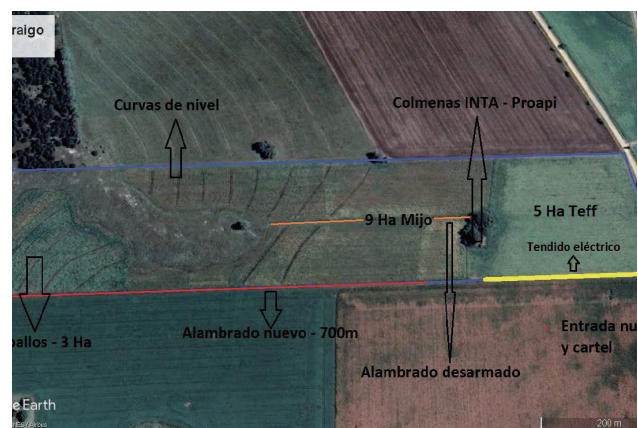 raigo
Curvas de nivel
Colmenas INTA - Proapi
9 Ha Mijo
5 Ha Teff
Tendido eléctrico
ballos - 3 Ha
Alambrado nuevo - 700m
Entrada nu
y cartel
Alambrado desarmado
e Earth
200 m